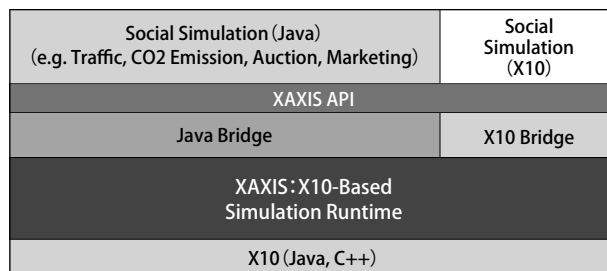 Social Simulation (Java)
(e.g. Traffic, CO2 Emission, Auction, Marketing)
Social
Simulation
(X10)
XAXIS API
Java Bridge
X10 Bridge
XAXIS：X10-Based
Simulation Runtime
X10 (Java, C++)